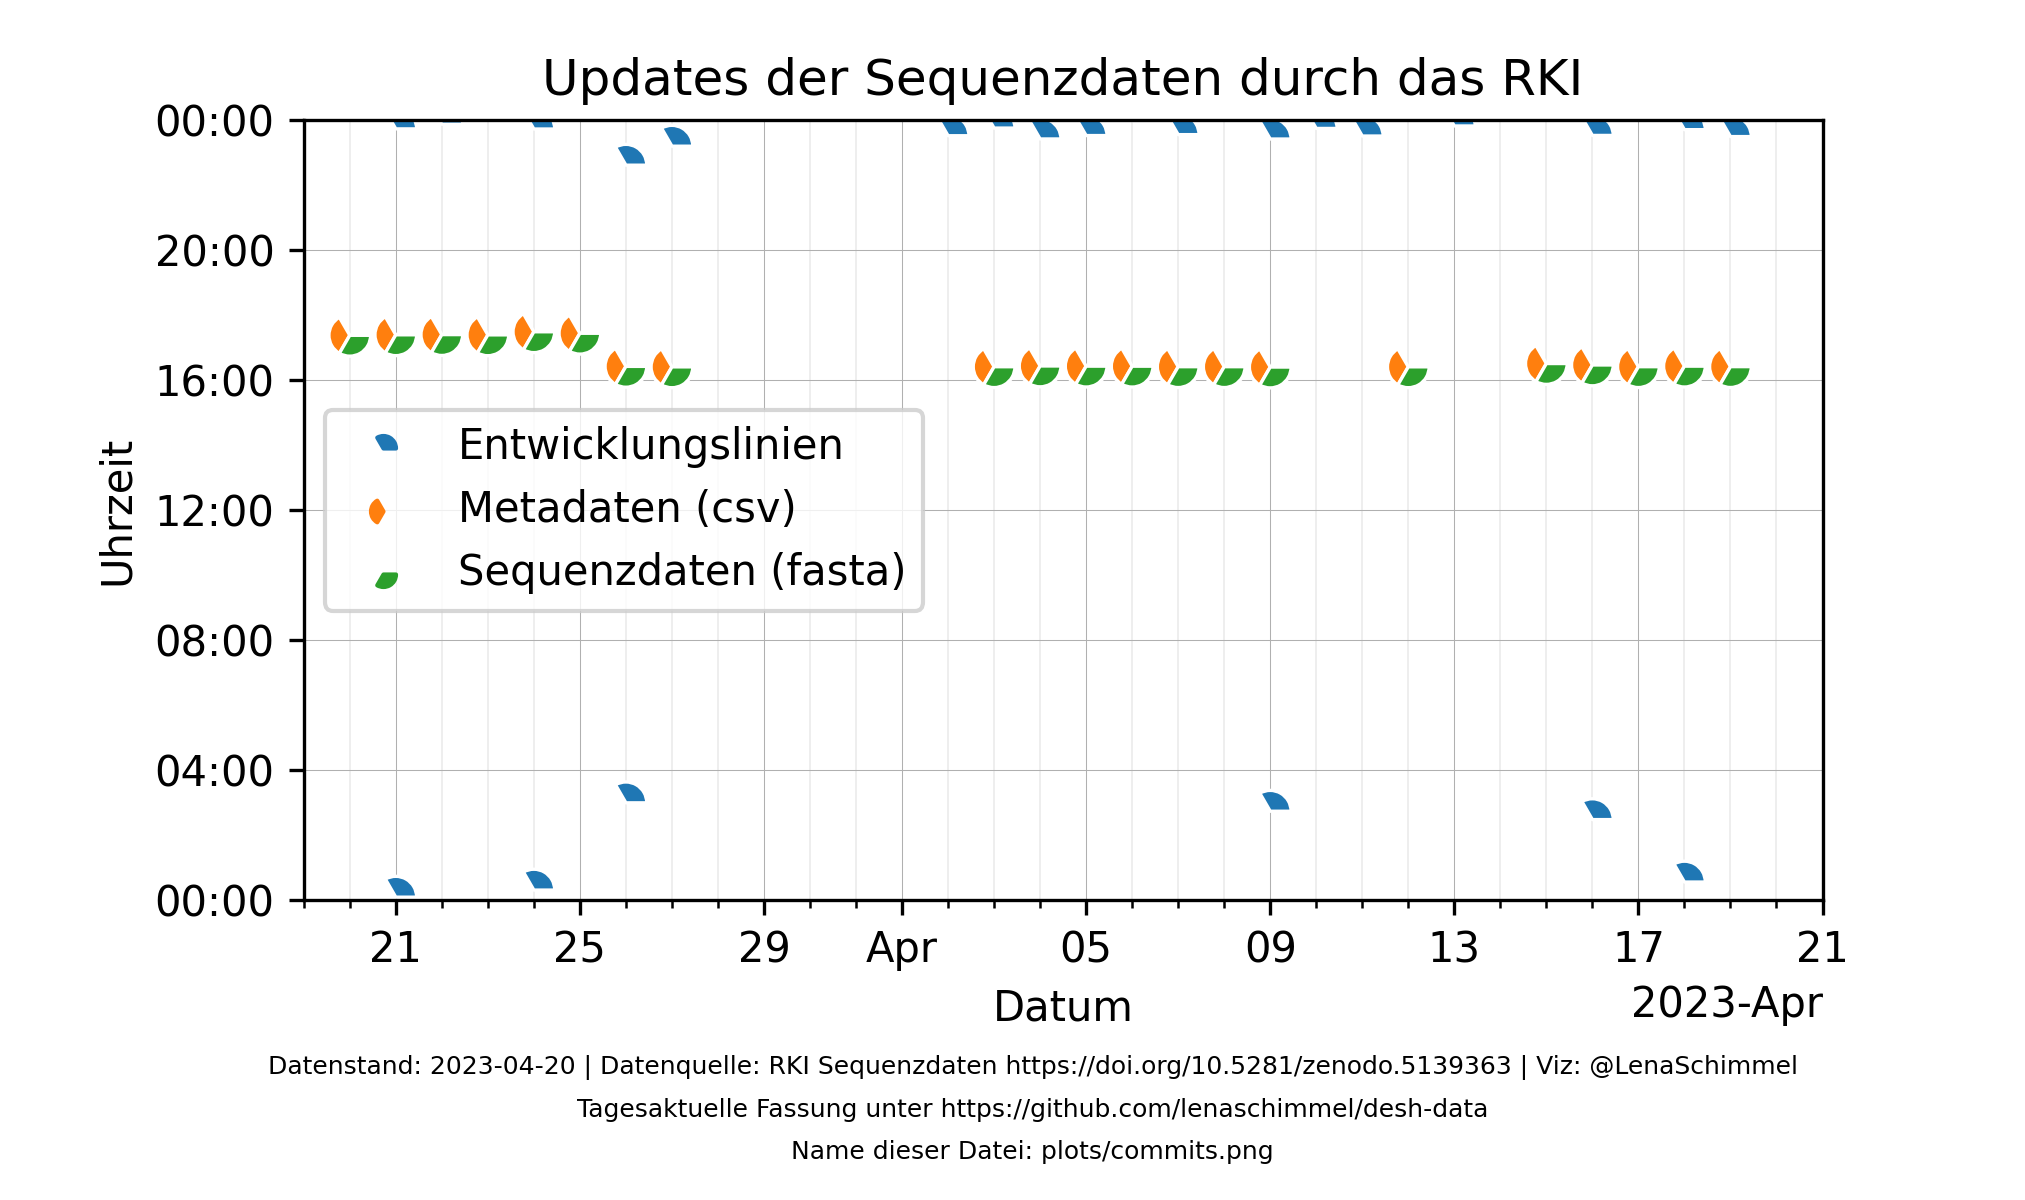 Updates der Sequenzdaten durch das RKI
00:00
20:00
16:00
12:00
08:00
04:00
00:00
Uhrzeit
Entwicklungslinien
Metadaten (csv)
Sequenzdaten (fasta)
21 25 29 Apr 05 09 13 17 21
Datum
2023-Apr
Datenstand: 2023-04-20 | Datenquelle: RKI Sequenzdaten https://doi.org/10.5281/zenodo.5139363 | Viz: @LenaSchimmel
Tagesaktuelle Fassung unter https://github.com/lenaschimmel/desh-data
Name dieser Datei: plots/commits.png